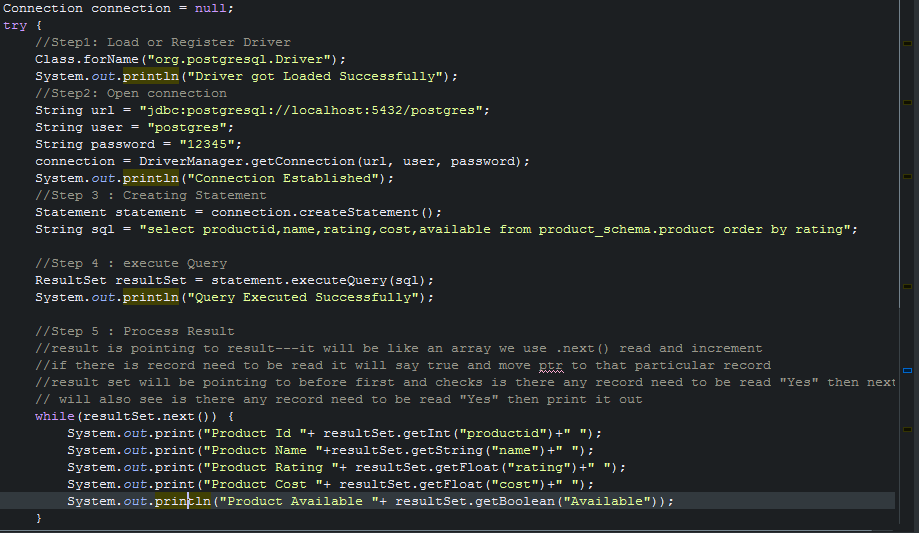 Connection connection = null;
try {
//Step1: Load or Register Driver
Class.forName("org.postgresql.Driver");
System.out.println("Driver got Loaded Successfully");
//Step2: Open connection
String url = "jdbc:postgresql://localhost:5432/postgres";
String user = "postgres";
String password = "12345";
connection = DriverManager.getConnection(url, user, password);
System.out.println("Connection Established");
//Step 3 : Creating Statement
Statement statement = connection.createStatement();
String sql = "select productid,name,rating,cost,available from product_schema.product order by rating";
//Step 4 : execute Query
ResultSet resultSet = statement.executeQuery(sql);
System.out.println("Query Executed Successfully");
//Step 5 : Process Result
//result is pointing to result---it will be like an array we use .next() read and increment
//if there is record need to be read it will say true and move ptr to that particular record
//result set will be pointing to before first and checks is there any record need to be read "Yes" then next
// will also see is there any record need to be read "Yes" then print it out
while(resultSet.next()) {
System.out.print("Product Id "+ resultSet.getInt("productid")+" ");
System.out.print("Product Name "+resultSet.getString("name")+" ");
System.out.print("Product Rating "+ resultSet.getFloat("rating")+" ");
System.out.print("Product Cost "+ resultSet.getFloat("cost")+" ");
System.out.println("Product Available "+ resultSet.getBoolean("Available"));
}